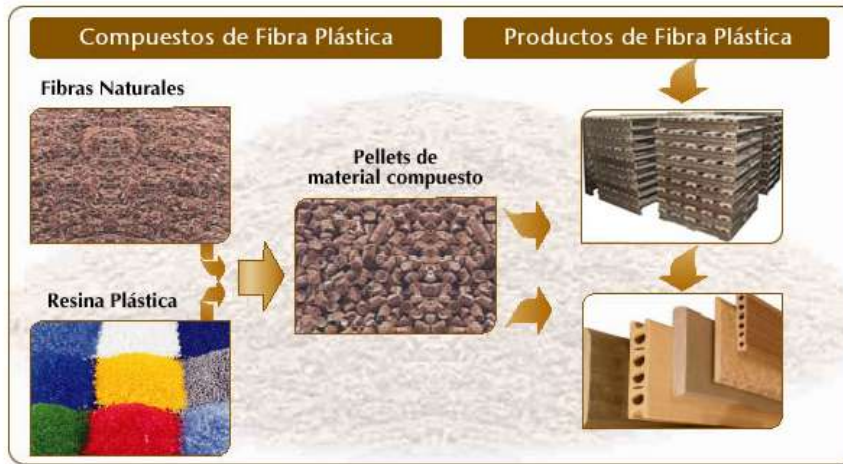 Compuestos de Fibra Plástica
Productos de Fibra Plástica
Fibras Naturales
Pellets de
material compuesto
Resina Plástica